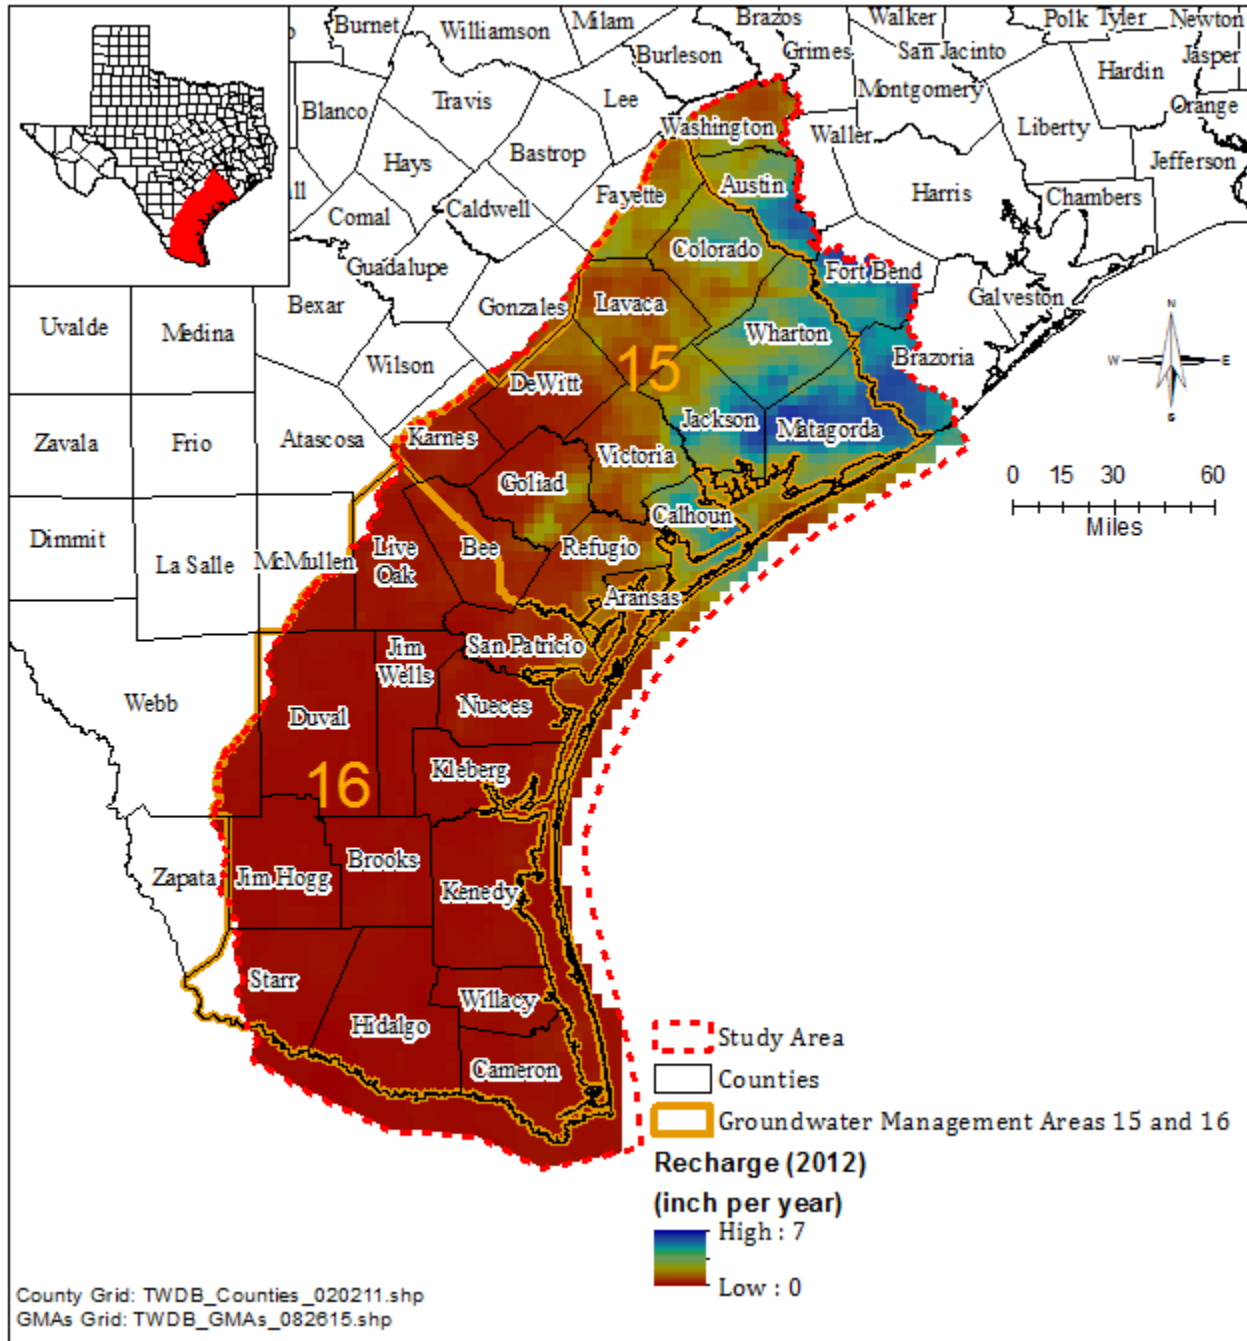 Burnet
Williamson
Milam
Brazos
Walker
Polk
Tyler
Newton
Burleson
Grimes
San Jacinto
Jasper
Hardin
Montgomery
Blanco
Travis
Lee
Orange
Washington
Waller
Liberty
Hays
Bastrop
Jefferson
all
Fayette
Austin
Harris
Chambers
Comal
Caldwell
Colorado
Guadalupe
Fort Bend
Bexar
Gonzales
Lavaca
Galveston
Uvalde
Medina
Wharton
N
W
E
S
Wilson
15
Brazoria
DeWitt
Jackson
Matagorda
Zavala
Frio
Atascosa
Karnes
Victoria
0 15 30 60
Miles
Goliad
Calhoun
Dimmit
La Salle
McMullen
Live
Oak
Bee
Refugio
Aransas
San Patricio
Jim
Wells
Webb
Duval
Nueces
16
Kleberg
Zapata
Jim Hogg
Brooks
Kenedy
Starr
Willacy
Hidalgo
Cameron
Study Area
Counties
Groundwater Management Areas 15 and 16
Recharge (2012)
(inch per year)
High : 7
Low : 0
County Grid: TWDB_Counties_020211.shp
GMAs Grid: TWDB_GMAs_082615.shp